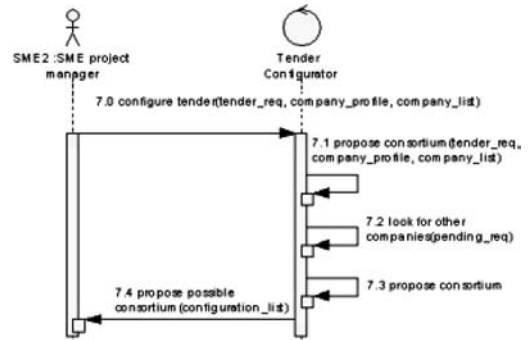 SME2 :SME project
manager
Tender
Configurator
7.0 configure tender(tender_req, company_profile, company_list)
7.1 propose consortium(tender_req,
company_profile, company_list)
7.2 look for other
companies(pending_req)
7.3 propose consortium
7.4 propose possible
consortium(configuration_list)